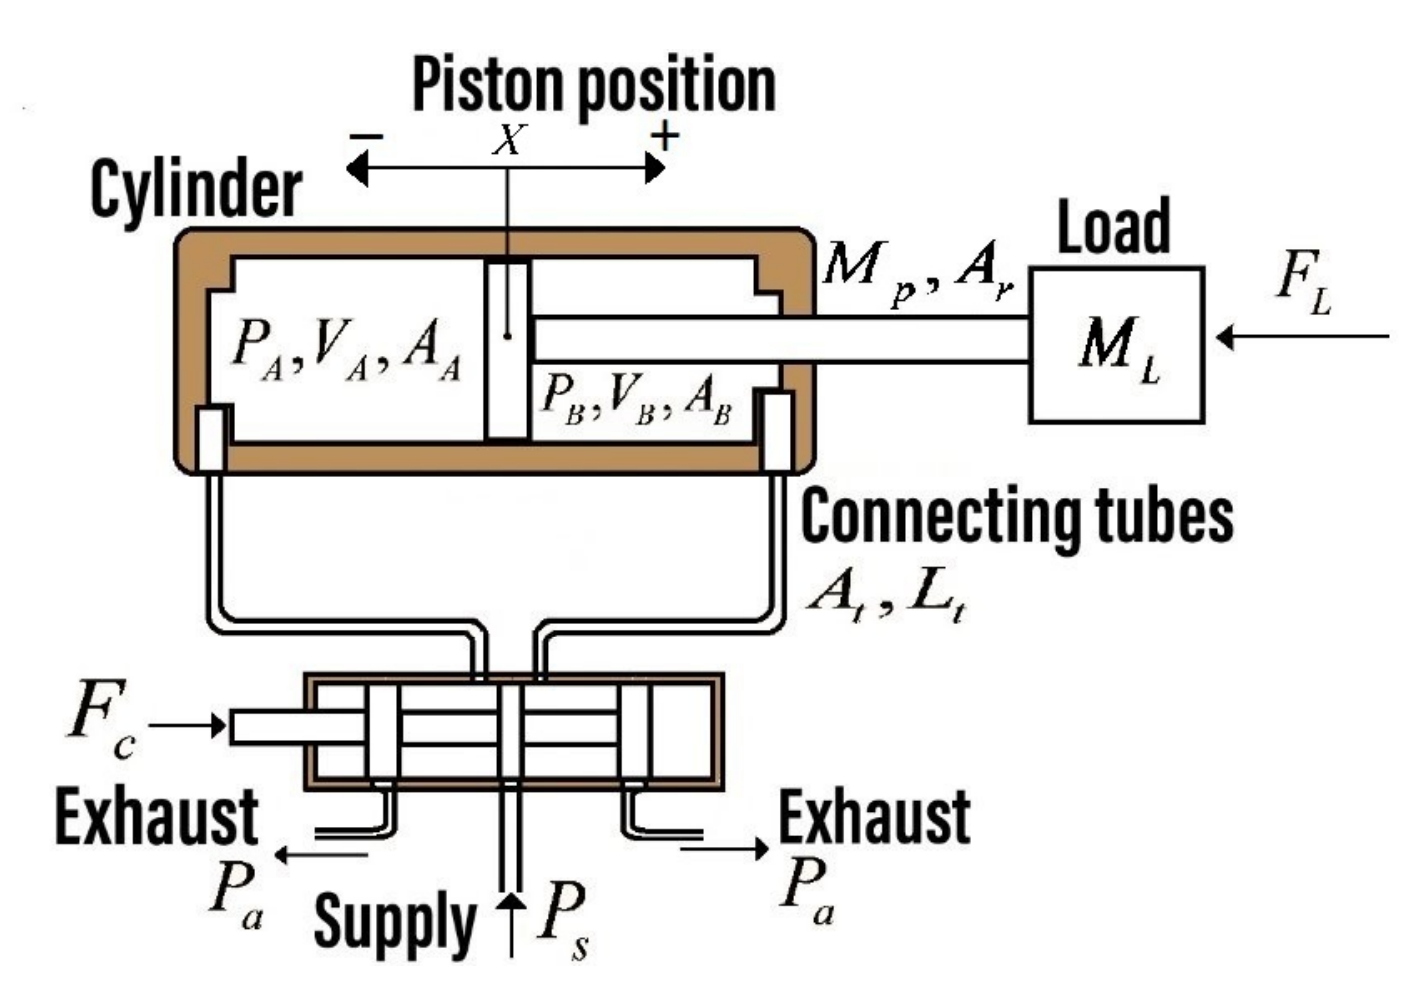 Piston position
− X +
Cylinder
Load
M_p, A_r
F_L
P_A, V_A, A_A
M_L
P_B, V_B, A_B
Connecting tubes
A_t, L_t
F_c
Exhaust
Exhaust
P_a
P_a
Supply
P_s